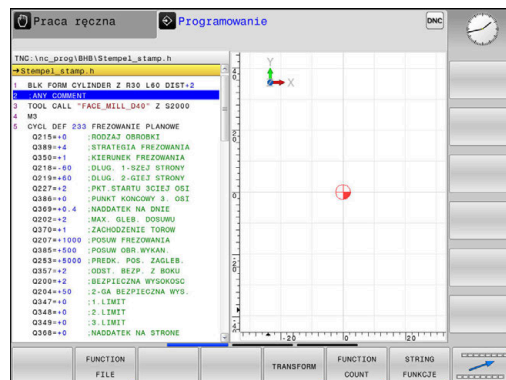 Praca ręczna
Programowanie
DNC
TNC:\nc_prog\BHB\Stempel_stamp.h
→Stempel_stamp.h
1 BLK FORM CYLINDER Z R30 L60 DIST+2
2 ;ANY COMMENT
3 TOOL CALL "FACE_MILL_D40" Z S2000
4 M3
5 CYCL DEF 233 FREZOWANIE PLANOWE
Q215=+0 ;RODZAJ OBROBKI
Q389=+4 ;STRATEGIA FREZOWANIA
Q350=+1 ;KIERUNEK FREZOWANIA
Q218=-60 ;DLUG. 1-SZEJ STRONY
Q219=+60 ;DLUG. 2-GIEJ STRONY
Q227=+2 ;PKT.STARTU 3CIEJ OSI
Q386=+0 ;PUNKT KONCOWY 3. OSI
Q369=+0.4 ;NADDATEK NA DNIE
Q202=+2 ;MAX. GLEB. DOSUWU
Q370=+1 ;ZACHODZENIE TOROW
Q207=+1000 ;POSUW FREZOWANIA
Q385=+500 ;POSUW OBR.WYKAN.
Q253=+5000 ;PREDK. POS. ZAGLEB.
Q357=+2 ;ODST. BEZP. Z BOKU
Q200=+2 ;BEZPIECZNA WYSOKOSC
Q204=+50 ;2-GA BEZPIECZNA WYS.
Q347=+0 ;1.LIMIT
Q348=+0 ;2.LIMIT
Q349=+0 ;3.LIMIT
Q368=+0 ;NADDATEK NA STRONE
Y
X
-20 0 20
FUNCTION FILE
TRANSFORM
FUNCTION COUNT
STRING FUNKCJE